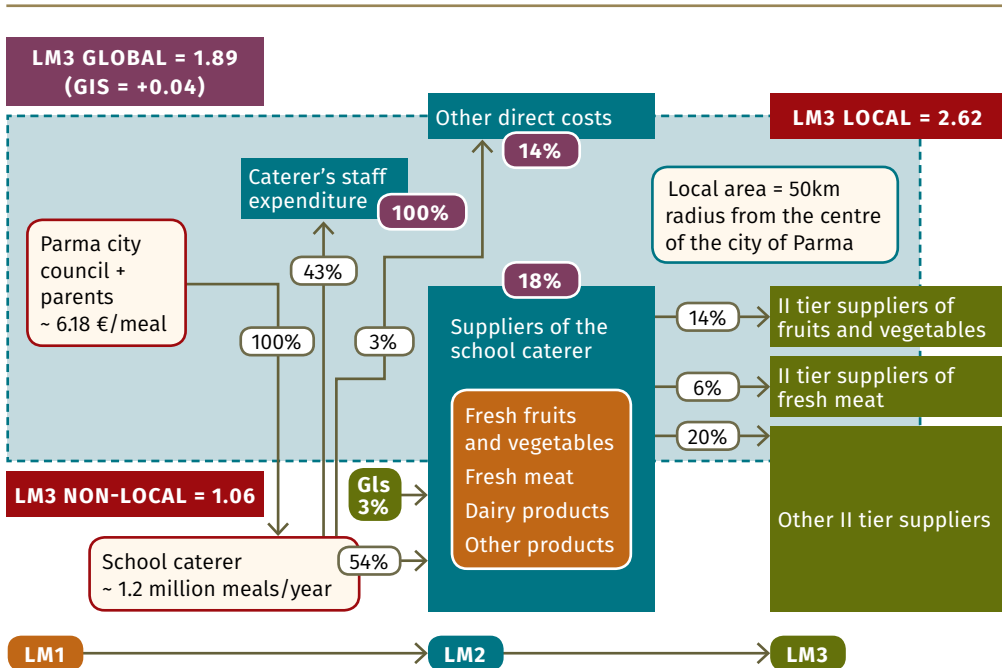 LM3 GLOBAL = 1.89
(GIS = +0.04)
Other direct costs
14%
LM3 LOCAL = 2.62
Caterer’s staff
expenditure
100%
Local area = 50km
radius from the centre
of the city of Parma
Parma city
council +
parents
~ 6.18 €/meal
43%
100%
3%
18%
Suppliers of the
school caterer
14%
II tier suppliers of
fruits and vegetables
6%
II tier suppliers of
fresh meat
20%
Other II tier suppliers
Fresh fruits
and vegetables
Fresh meat
Dairy products
Other products
LM3 NON-LOCAL = 1.06
GIs
3%
School caterer
~ 1.2 million meals/year
54%
LM1
LM2
LM3